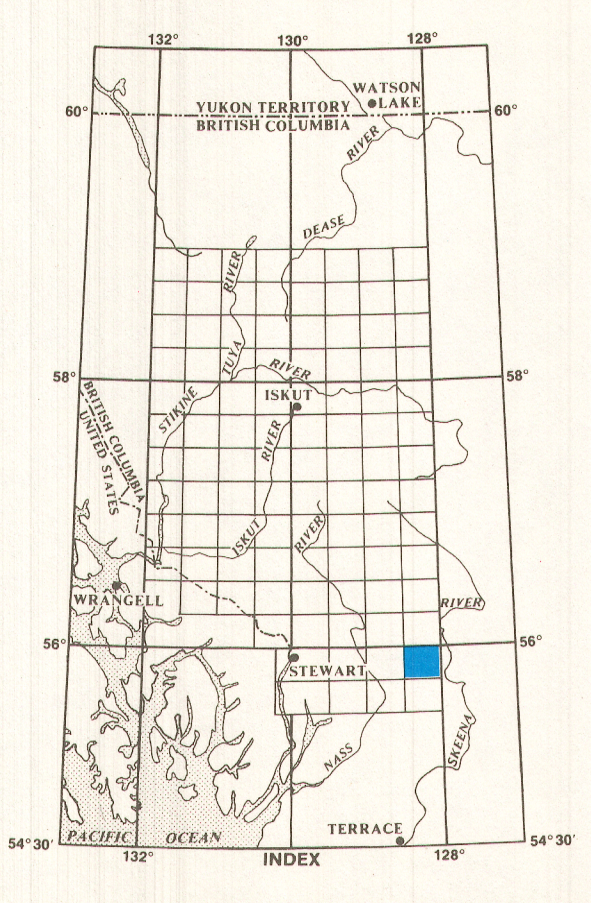 132° 130° 128°
WATSON
LAKE
60° YUKON TERRITORY 60°
BRITISH COLUMBIA
RIVER
DEASE
RIVER
TUYA
58° RIVER 58°
BRITISH COLUMBIA
UNITED STATES
STIKINE
ISKUT
RIVER
ISKUT
RIVER
WRANGELL
RIVER
56° 56°
STEWART
SKEENA
NASS
TERRACE
PACIFIC OCEAN
54°30' 54°30'
132° INDEX 128°